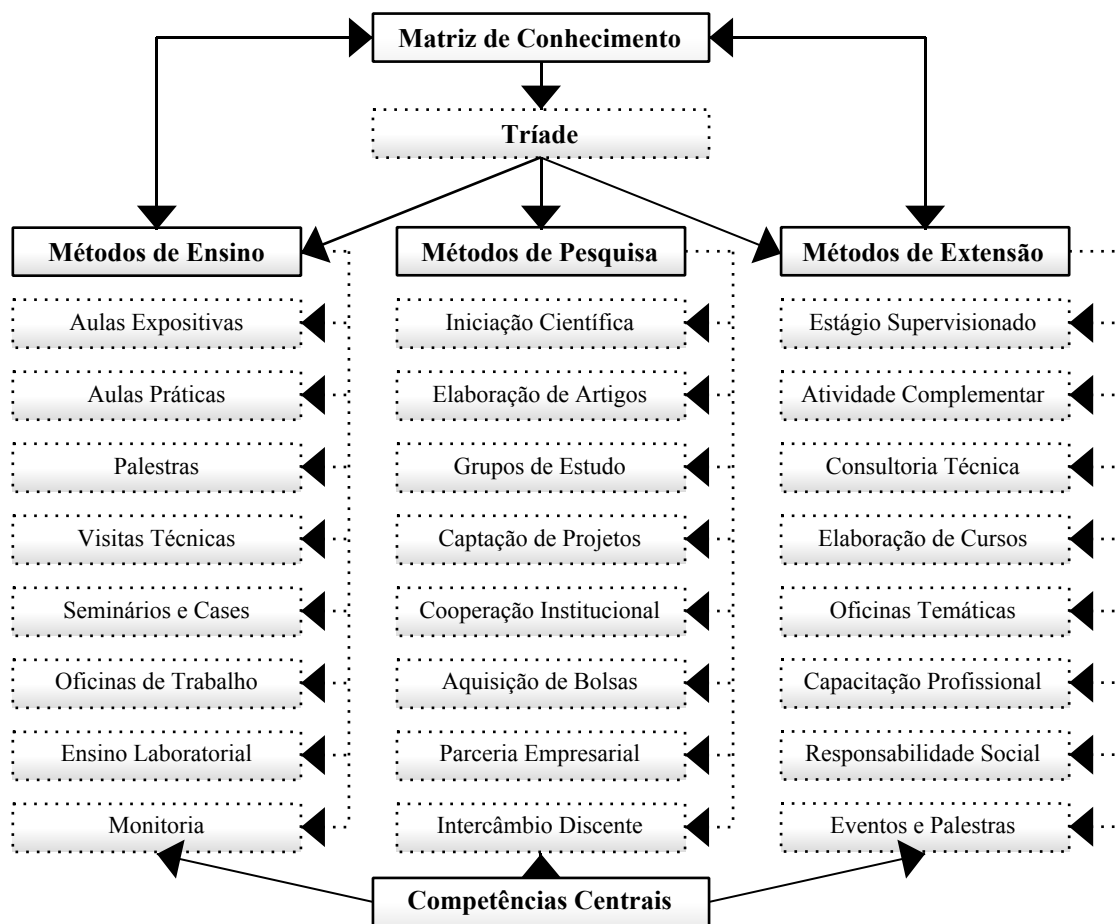 Matriz de Conhecimento
Tríade
Métodos de Ensino
Métodos de Pesquisa
Métodos de Extensão
Aulas Expositivas
Iniciação Científica
Estágio Supervisionado
Aulas Práticas
Elaboração de Artigos
Atividade Complementar
Palestras
Grupos de Estudo
Consultoria Técnica
Visitas Técnicas
Captação de Projetos
Elaboração de Cursos
Seminários e Cases
Cooperação Institucional
Oficinas Temáticas
Oficinas de Trabalho
Aquisição de Bolsas
Capacitação Profissional
Ensino Laboratorial
Parceria Empresarial
Responsabilidade Social
Monitoria
Intercâmbio Discente
Eventos e Palestras
Competências Centrais